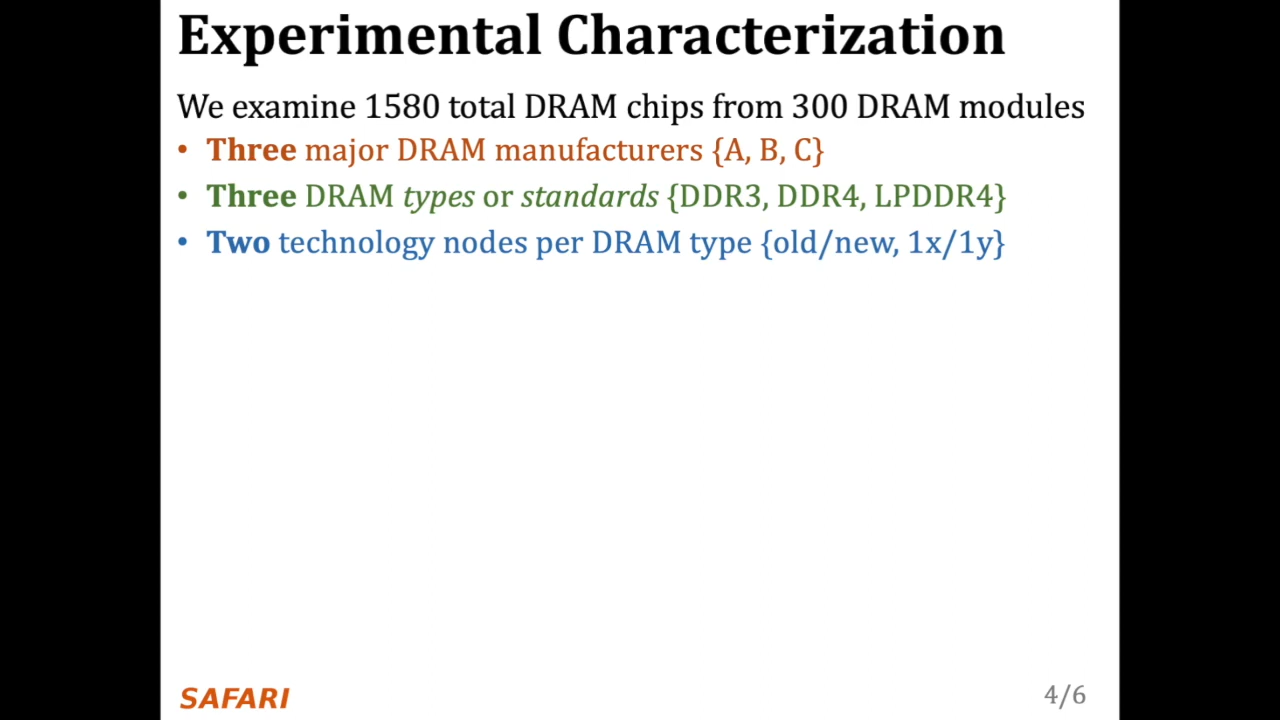 Experimental Characterization
We examine 1580 total DRAM chips from 300 DRAM modules
• Three major DRAM manufacturers {A, B, C}
• Three DRAM types or standards {DDR3, DDR4, LPDDR4}
• Two technology nodes per DRAM type {old/new, 1x/1y}
SAFARI
4/6